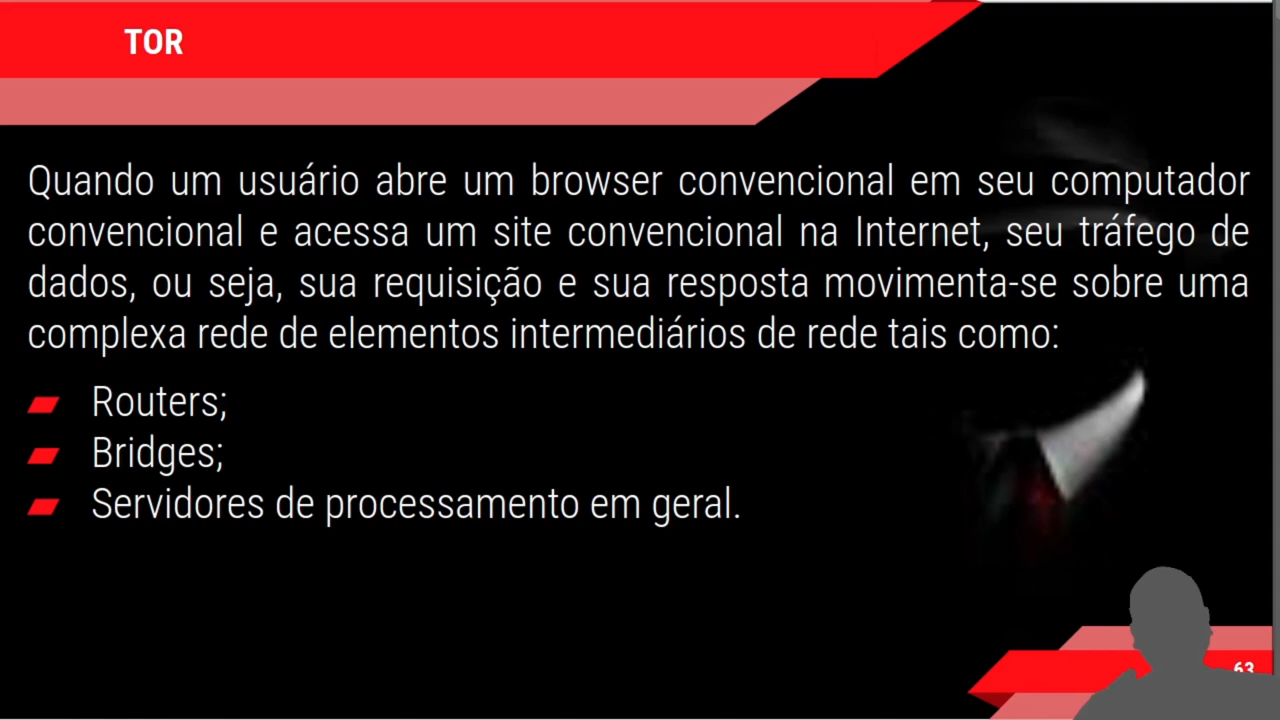 TOR
Quando um usuário abre um browser convencional em seu computador
convencional e acessa um site convencional na Internet, seu tráfego de
dados, ou seja, sua requisição e sua resposta movimenta-se sobre uma
complexa rede de elementos intermediários de rede tais como:
Routers;
Bridges;
Servidores de processamento em geral.
63